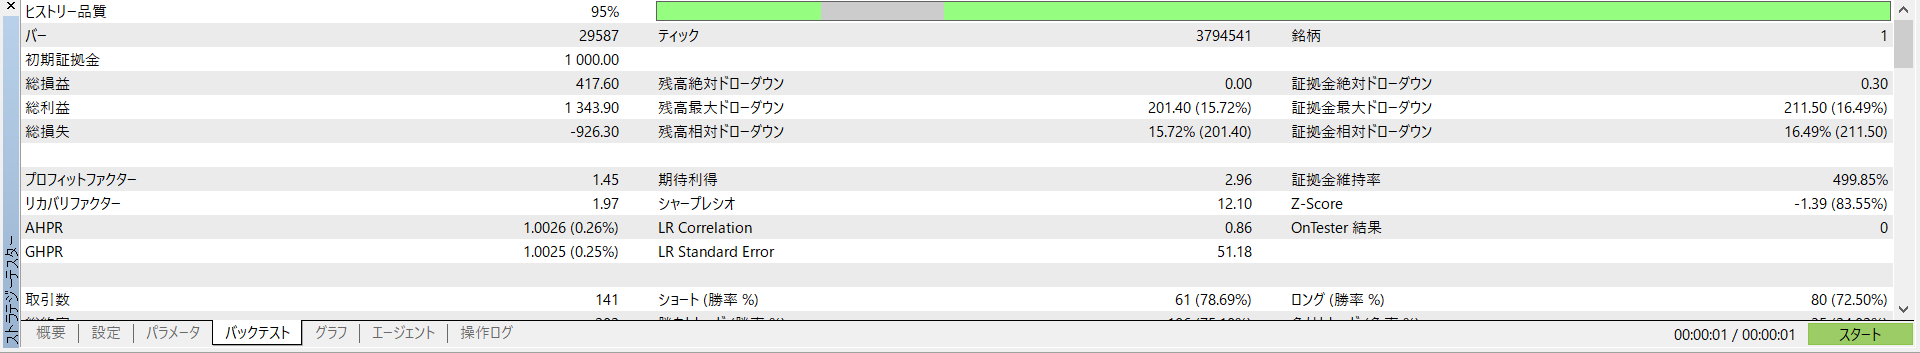 ヒストリー品質 95%
バー 29587 ティック 3794541 銘柄 1
初期証拠金 1 000.00
総損益 417.60 残高絶対ドローダウン 0.00 証拠金絶対ドローダウン 0.30
総利益 1 343.90 残高最大ドローダウン 201.40 (15.72%) 証拠金最大ドローダウン 211.50 (16.49%)
総損失 -926.30 残高相対ドローダウン 15.72% (201.40) 証拠金相対ドローダウン 16.49% (211.50)
プロフィットファクター 1.45 期待利得 2.96 証拠金維持率 499.85%
リカバリファクター 1.97 シャープレシオ 12.10 Z-Score -1.39 (83.55%)
AHPR 1.0026 (0.26%) LR Correlation 0.86 OnTester 結果 0
GHPR 1.0025 (0.25%) LR Standard Error 51.18
取引数 141 ショート (勝率 %) 61 (78.69%) ロング (勝率 %) 80 (72.50%)
概要 設定 パラメータ バックテスト グラフ エージェント 操作ログ 00:00:01 / 00:00:01 スタート
ストラテジーテスター